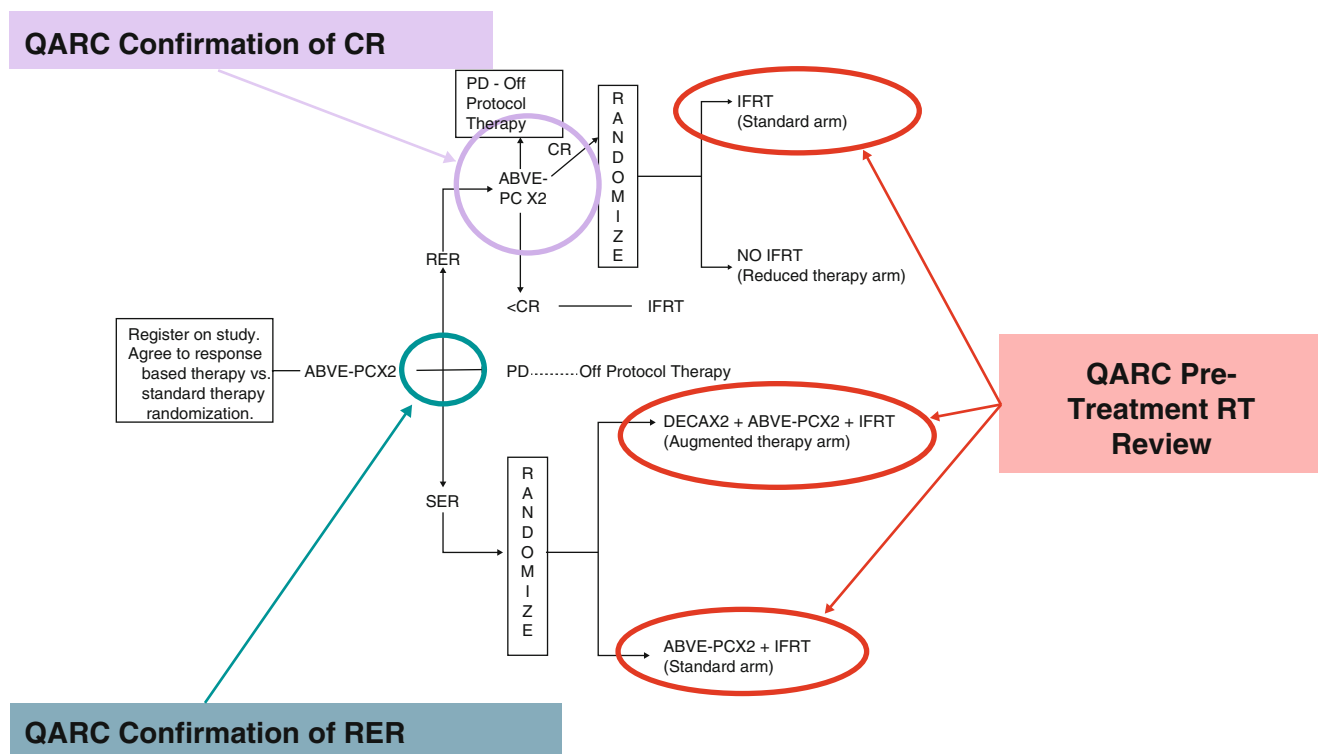 QARC Confirmation of CR
PD - Off
Protocol
Therapy
CR
ABVE-
PC X2
R
A
N
D
O
M
I
Z
E
IFRT
(Standard arm)
NO IFRT
(Reduced therapy arm)
RER
<CR
IFRT
Register on study.
Agree to response
based therapy vs.
standard therapy
randomization.
ABVE-PCX2
PD.........Off Protocol Therapy
QARC Pre-
Treatment RT
Review
SER
R
A
N
D
O
M
I
Z
E
DECAX2 + ABVE-PCX2 + IFRT
(Augmented therapy arm)
ABVE-PCX2 + IFRT
(Standard arm)
QARC Confirmation of RER